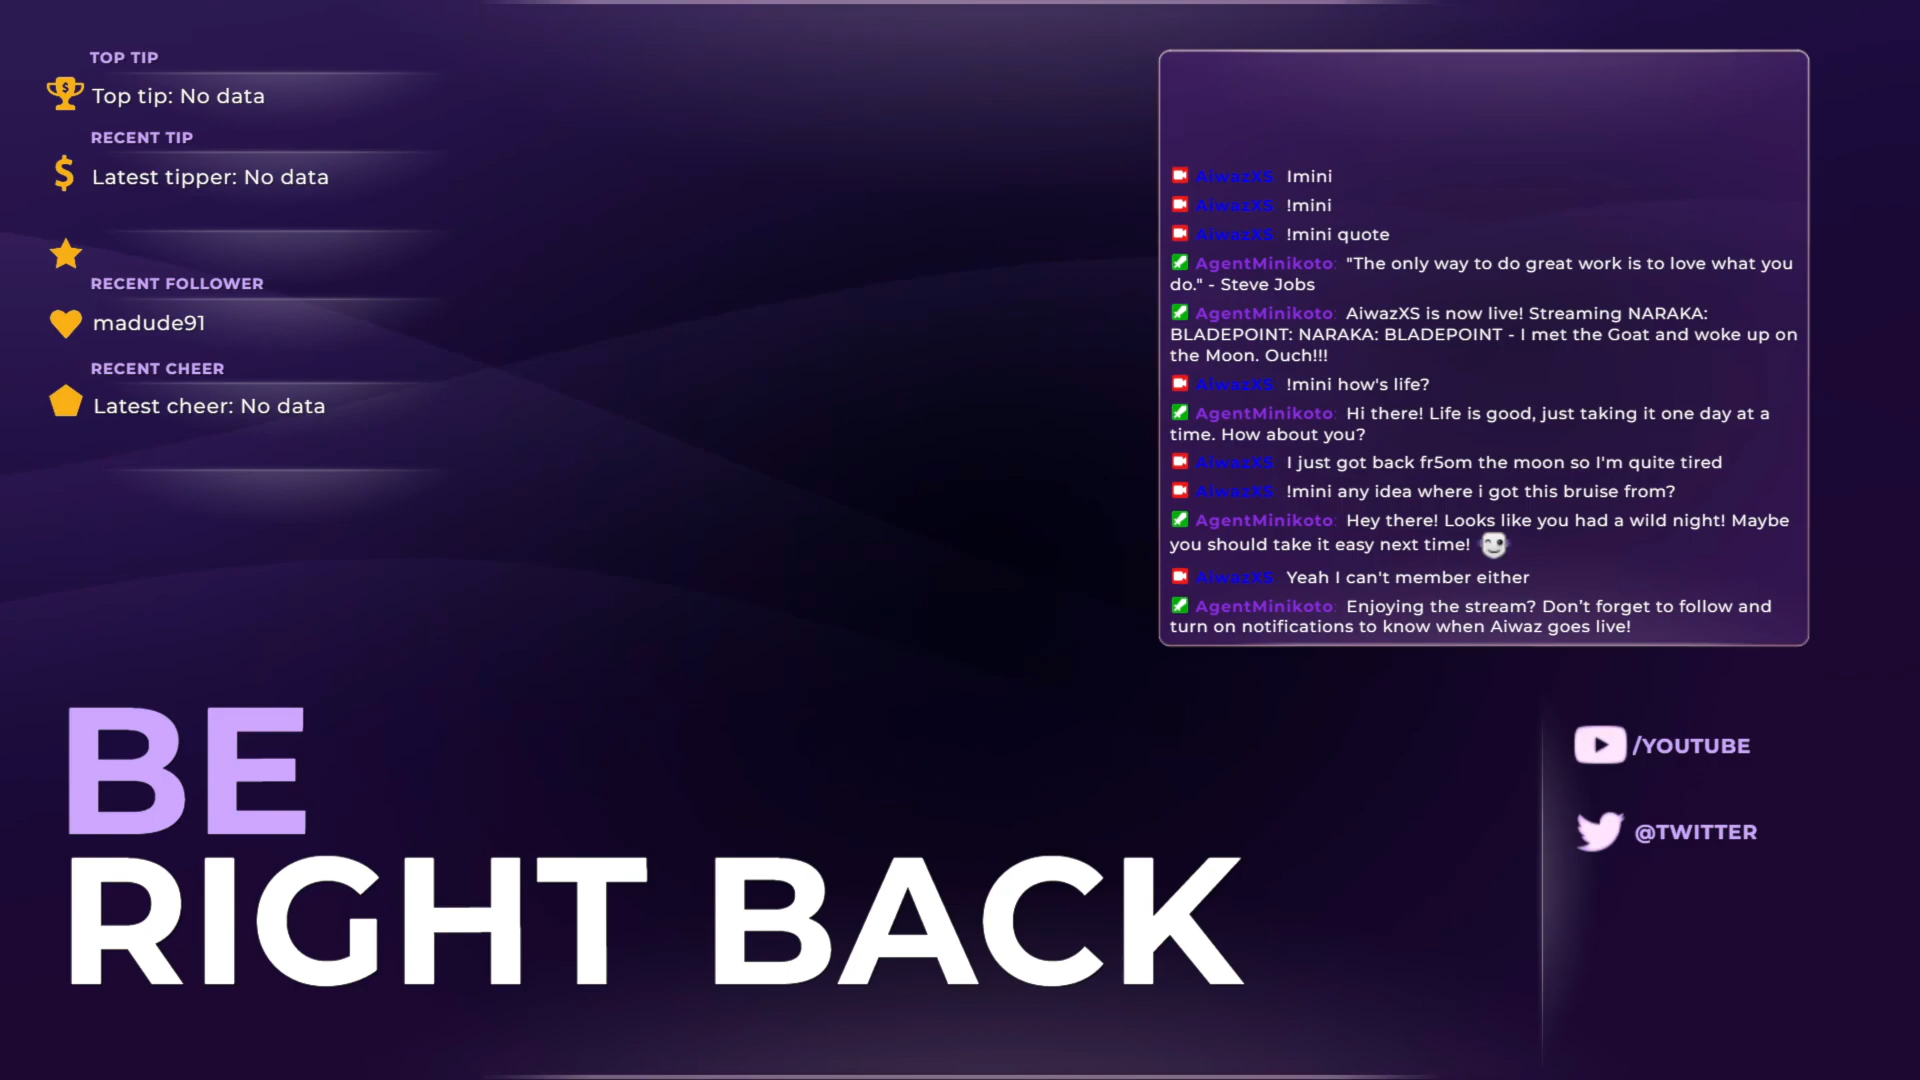 TOP TIP
Top tip: No data
RECENT TIP
Latest tipper: No data
RECENT FOLLOWER
madude91
RECENT CHEER
Latest cheer: No data
AiwazXS: !mini
AiwazXS: !mini
AiwazXS: !mini quote
AgentMinikoto: "The only way to do great work is to love what you
do." - Steve Jobs
AgentMinikoto: AiwazXS is now live! Streaming NARAKA:
BLADEPOINT: NARAKA: BLADEPOINT - I met the Goat and woke up on
the Moon. Ouch!!!
AiwazXS: !mini how's life?
AgentMinikoto: Hi there! Life is good, just taking it one day at a
time. How about you?
AiwazXS: I just got back fr5om the moon so I'm quite tired
AiwazXS: !mini any idea where i got this bruise from?
AgentMinikoto: Hey there! Looks like you had a wild night! Maybe
you should take it easy next time!
AiwazXS: Yeah I can't member either
AgentMinikoto: Enjoying the stream? Don’t forget to follow and
turn on notifications to know when Aiwaz goes live!
BE
RIGHT BACK
/YOUTUBE
@TWITTER